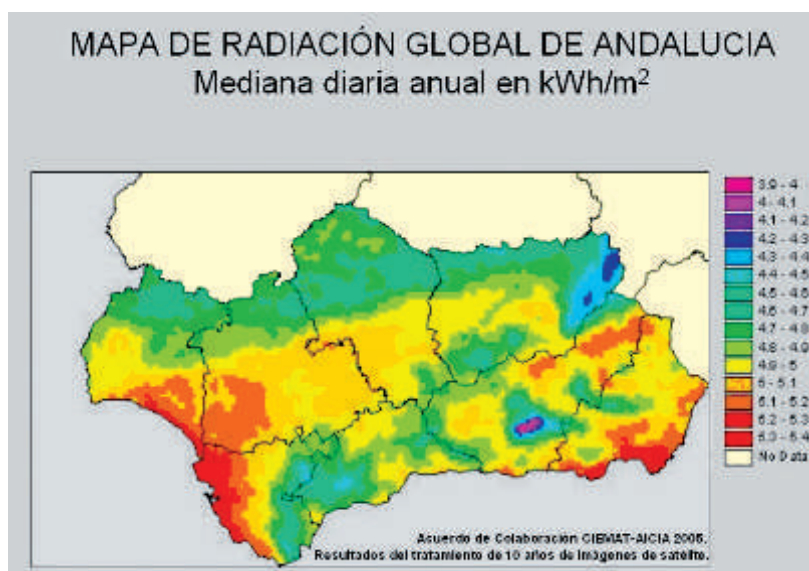 MAPA DE RADIACIÓN GLOBAL DE ANDALUCIA
Mediana diaria anual en kWh/m²
3.9 - 4
4 - 4.1
4.1 - 4.2
4.2 - 4.3
4.3 - 4.4
4.4 - 4.5
4.5 - 4.6
4.6 - 4.7
4.7 - 4.8
4.8 - 4.9
4.9 - 5
5 - 5.1
5.1 - 5.2
5.2 - 5.3
5.3 - 5.4
No Data
Acuerdo de Colaboración CIEMAT-AICIA 2005.
Resultados del tratamiento de 10 años de imágenes de satélite.